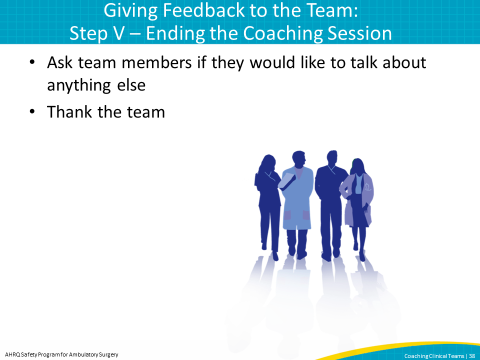 Giving Feedback to the Team:
Step V – Ending the Coaching Session
• Ask team members if they would like to talk about
anything else
• Thank the team
AHRQ Safety Program for Ambulatory Surgery
Coaching Clinical Teams | 38